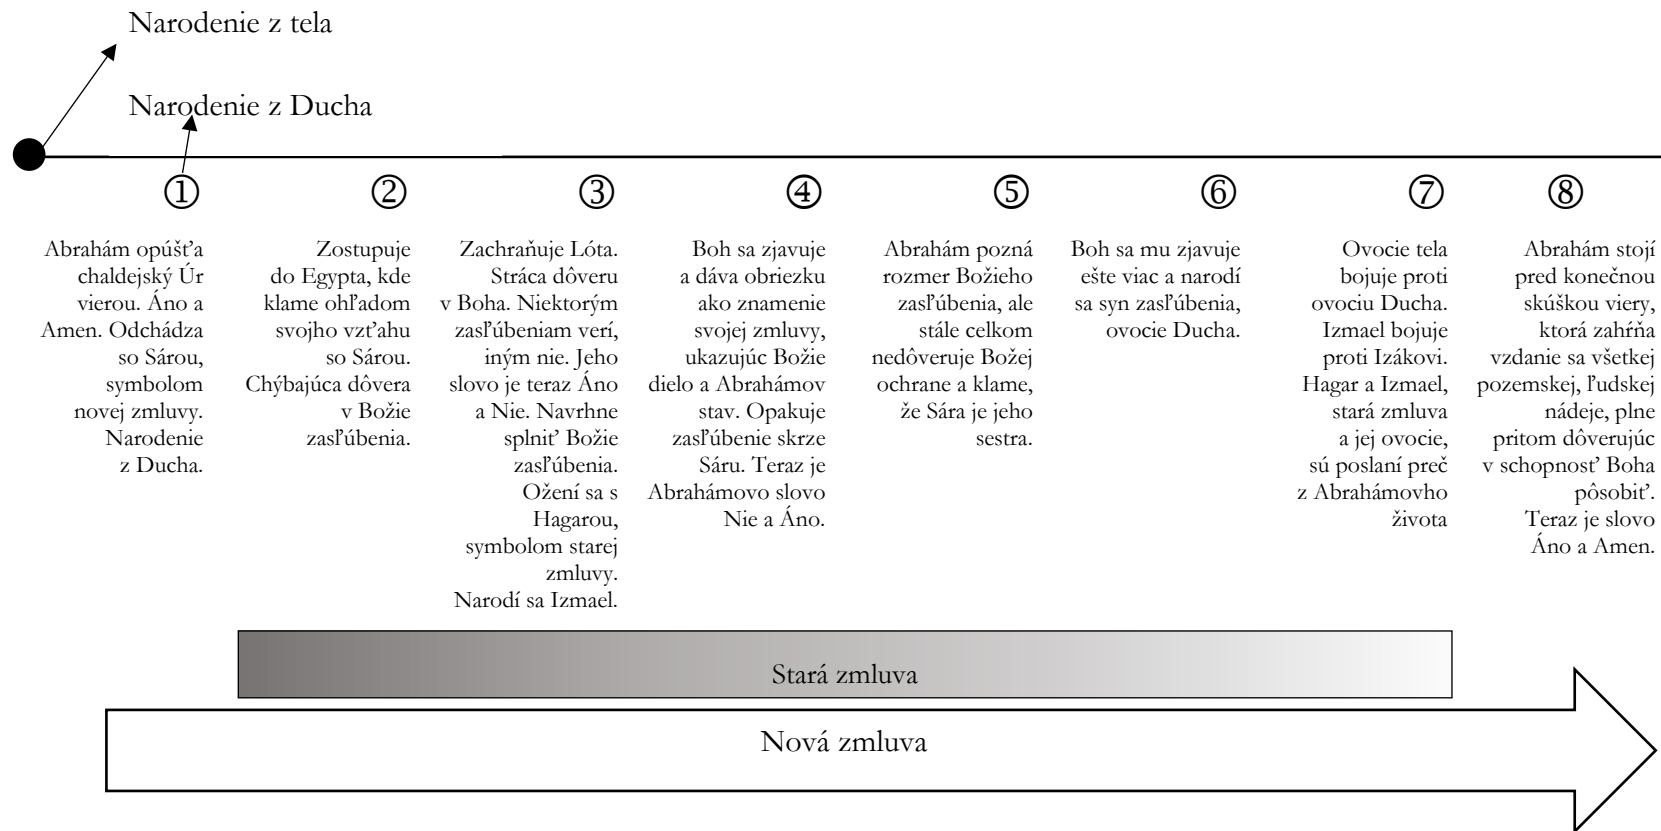 Narodenie z tela
Narodenie z Ducha
①
Abrahám opúšťa
chaldejský Úr
vierou. Áno a
Amen. Odchádza
so Sárou,
symbolom
novej zmluvy.
Narodenie
z Ducha.
②
Zostupuje
do Egypta, kde
klame ohľadom
svojho vzťahu
so Sárou.
Chýbajúca dôvera
v Božie
zasľúbenia.
③
Zachraňuje Lóta.
Stráca dôveru
v Boha. Niektorým
zasľúbeniam verí,
iným nie. Jeho
slovo je teraz Áno
a Nie. Navrhne
splniť Božie
zasľúbenia.
Ožení sa s
Hagarou,
symbolom starej
zmluvy.
Narodí sa Izmael.
④
Boh sa zjavuje
a dáva obriezku
ako znamenie
svojej zmluvy,
ukazujúc Božie
dielo a Abrahámov
stav. Opakuje
zasľúbenie skrze
Sáru. Teraz je
Abrahámovo slovo
Nie a Áno.
⑤
Abrahám pozná
rozmer Božieho
zasľúbenia, ale
stále celkom
nedôveruje Božej
ochrane a klame,
že Sára je jeho
sestra.
⑥
Boh sa mu zjavuje
ešte viac a narodí
sa syn zasľúbenia,
ovocie Ducha.
⑦
Ovocie tela
bojuje proti
ovociu Ducha.
Izmael bojuje
proti Izákovi.
Hagar a Izmael,
stará zmluva
a jej ovocie,
sú poslaní preč
z Abrahámovho
života
⑧
Abrahám stojí
pred konečnou
skúškou viery,
ktorá zahŕňa
vzdanie sa všetkej
pozemskej, ľudskej
nádeje, plne
pritom dôverujúc
v schopnosť Boha
pôsobiť.
Teraz je slovo
Áno a Amen.
Stará zmluva
Nová zmluva